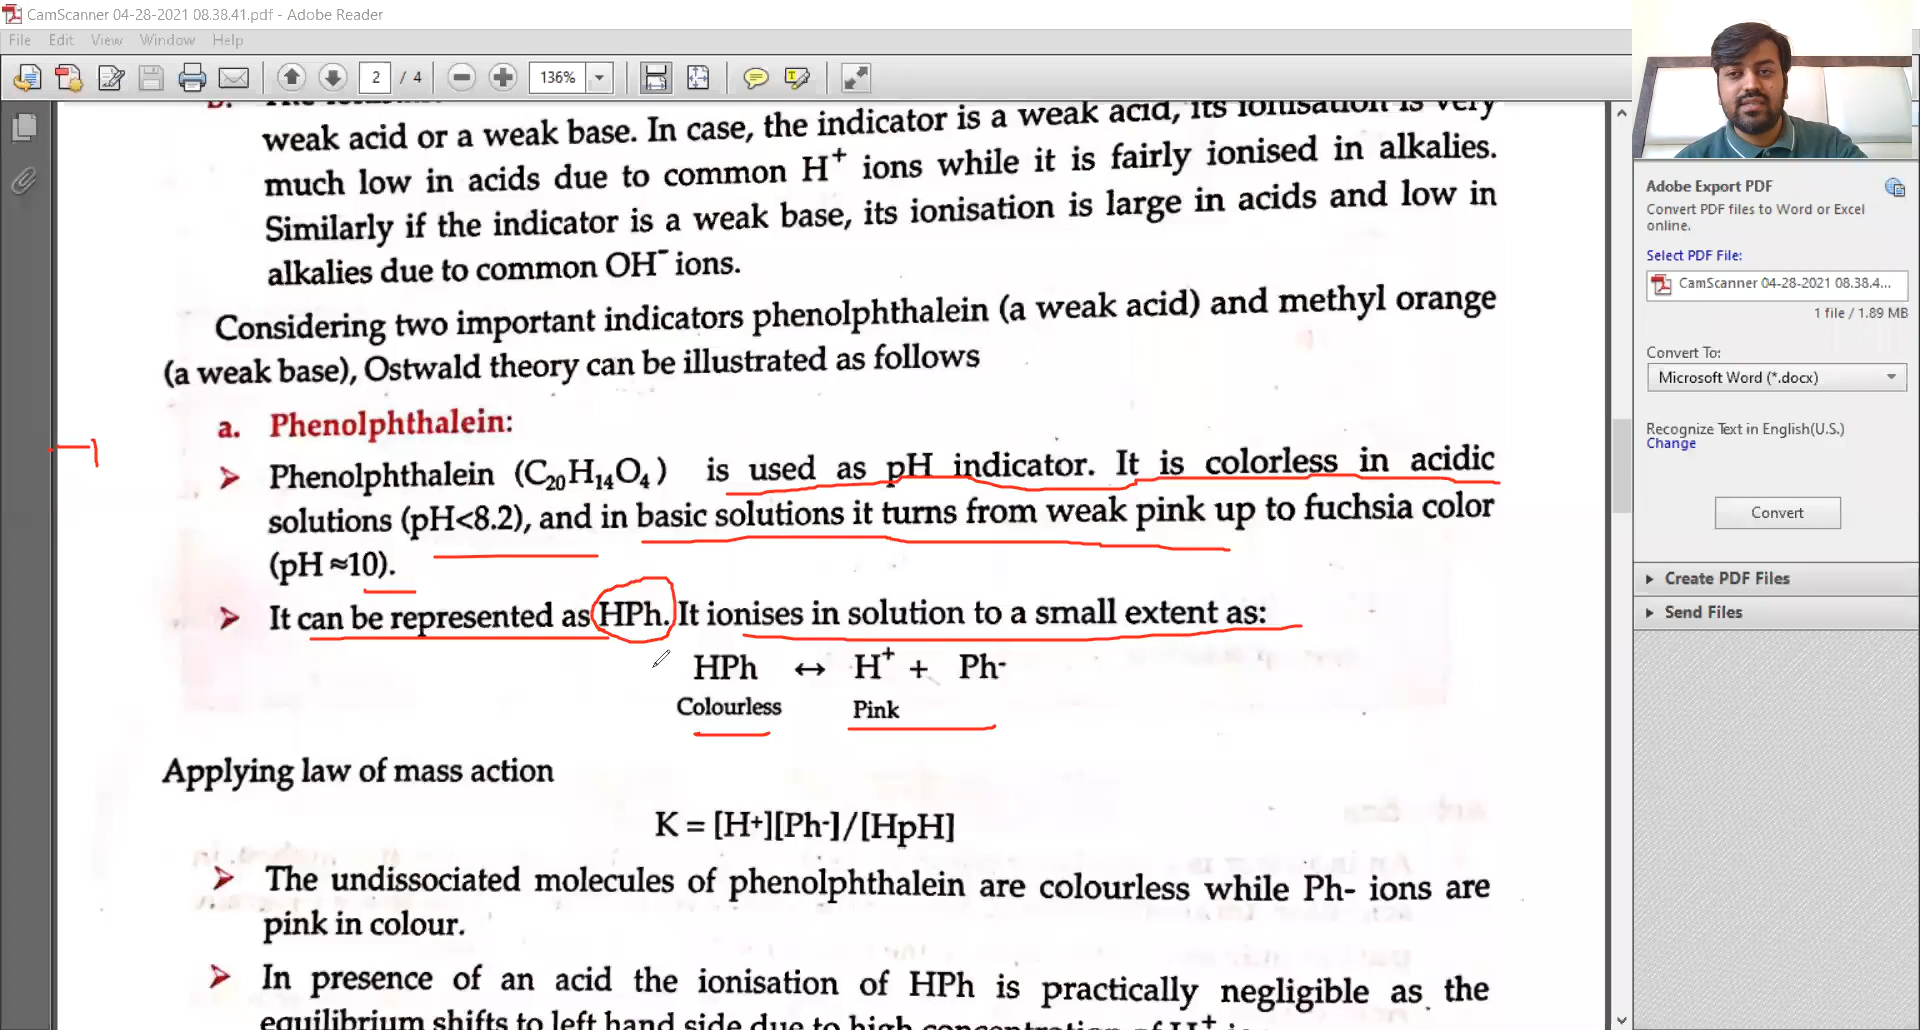 CamScanner 04-28-2021 08.38.41.pdf - Adobe Reader
File Edit View Window Help
2 / 4 136%
weak acid or a weak base. In case, the indicator is a weak acid, its ionisation is very
much low in acids due to common H⁺ ions while it is fairly ionised in alkalies.
Similarly if the indicator is a weak base, its ionisation is large in acids and low in
alkalies due to common OH⁻ ions.
Considering two important indicators phenolphthalein (a weak acid) and methyl orange
(a weak base), Ostwald theory can be illustrated as follows
a. Phenolphthalein:
➤ Phenolphthalein (C₂₀H₁₄O₄) is used as pH indicator. It is colorless in acidic
solutions (pH<8.2), and in basic solutions it turns from weak pink up to fuchsia color
(pH ≈10).
➤ It can be represented as HPh. It ionises in solution to a small extent as:
HPh ↔ H⁺ + Ph-
Colourless Pink
Applying law of mass action
K = [H+][Ph-]/[HpH]
➤ The undissociated molecules of phenolphthalein are colourless while Ph- ions are
pink in colour.
➤ In presence of an acid the ionisation of HPh is practically negligible as the
equilibrium shifts to left hand side due to high concentration of H⁺
Adobe Export PDF
Convert PDF files to Word or Excel
online.
Select PDF File:
CamScanner 04-28-2021 08.38.4...
1 file / 1.89 MB
Convert To:
Microsoft Word (*.docx)
Recognize Text in English(U.S.)
Change
Convert
Create PDF Files
Send Files